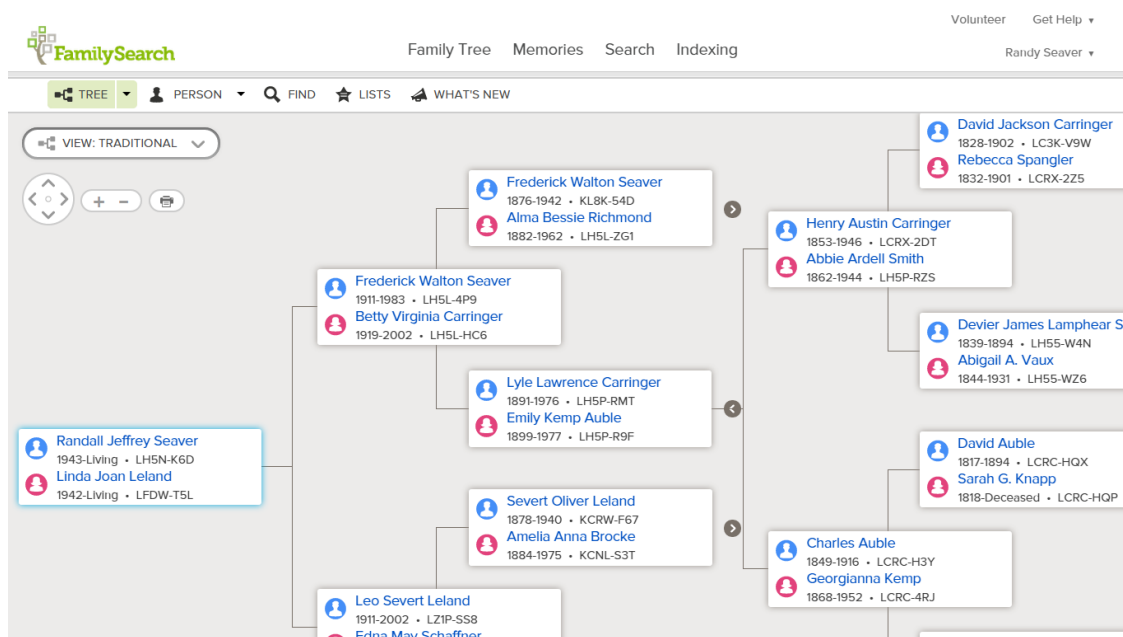 Volunteer Get Help
FamilySearch
Family Tree Memories Search Indexing
Randy Seaver
TREE PERSON FIND LISTS WHAT'S NEW
VIEW: TRADITIONAL
David Jackson Carringer
1828-1902 • LC3K-V9W
Rebecca Spangler
1832-1901 • LCRX-2Z5
Frederick Walton Seaver
1876-1942 • KL8K-54D
Alma Bessie Richmond
1882-1962 • LH5L-ZG1
Henry Austin Carringer
1853-1946 • LCRX-2DT
Abbie Ardell Smith
1862-1944 • LH5P-RZS
Frederick Walton Seaver
1911-1983 • LH5L-4P9
Betty Virginia Carringer
1919-2002 • LH5L-HC6
Devier James Lamphear S
1839-1894 • LH55-W4N
Abigail A. Vaux
1844-1931 • LH55-WZ6
Lyle Lawrence Carringer
1891-1976 • LH5P-RMT
Emily Kemp Auble
1899-1977 • LH5P-R9F
Randall Jeffrey Seaver
1943-Living • LH5N-K6D
Linda Joan Leland
1942-Living • LFDW-T5L
David Auble
1817-1894 • LCRC-HQX
Sarah G. Knapp
1818-Deceased • LCRC-HQP
Severt Oliver Leland
1878-1940 • KCRW-F67
Amelia Anna Brocke
1884-1975 • KCNL-S3T
Charles Auble
1849-1916 • LCRC-H3Y
Georgianna Kemp
1868-1952 • LCRC-4RJ
Leo Severt Leland
1911-2002 • LZ1P-SS8
Edna May Schaffner